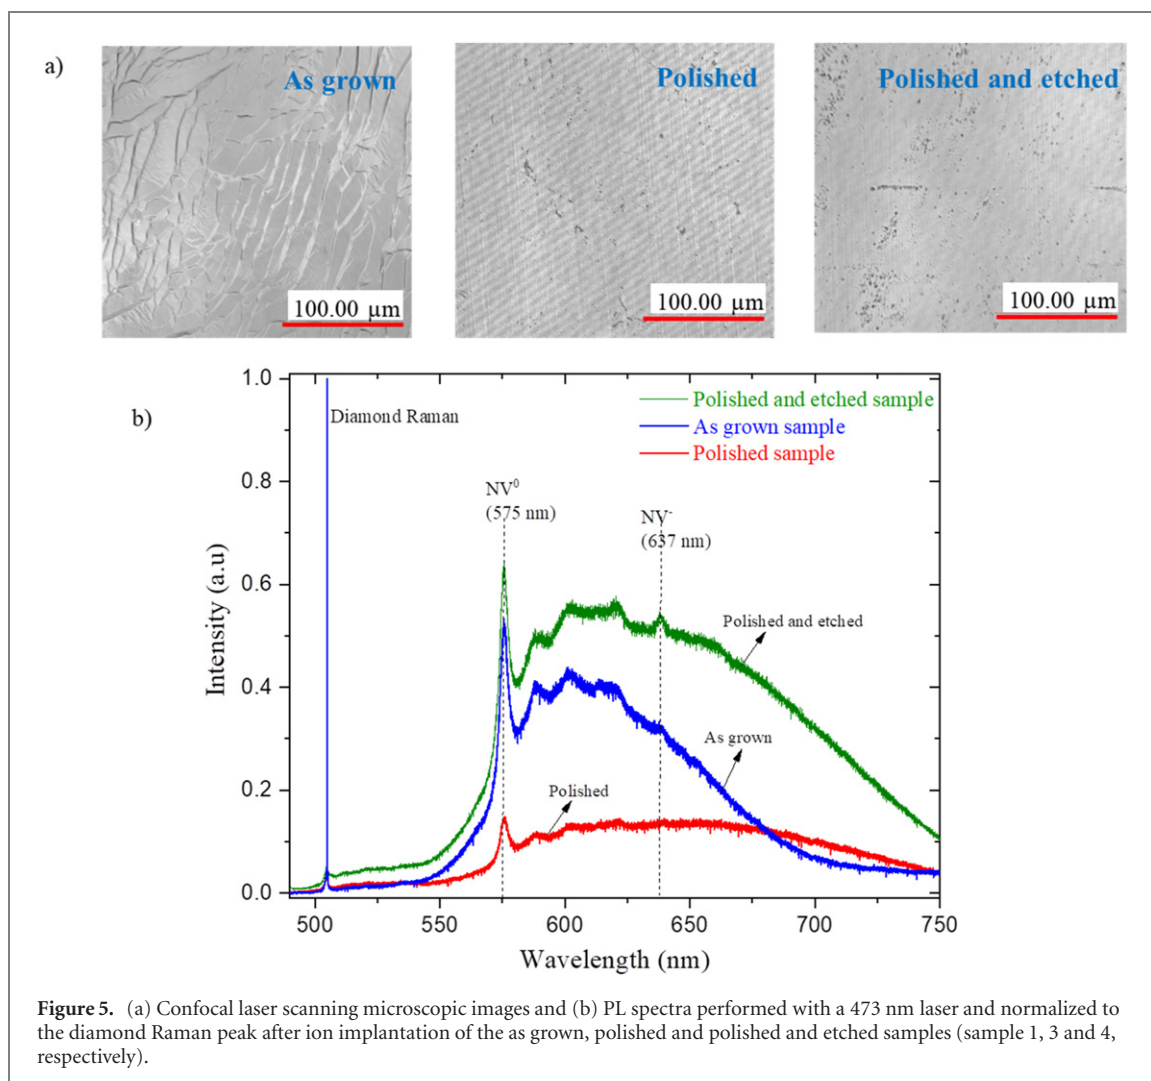 a)
As grown
Polished
Polished and etched
100.00 µm
100.00 µm
100.00 µm
b)
1.0
0.8
0.6
0.4
0.2
0.0
Intensity (a.u)
Diamond Raman
Polished and etched sample
As grown sample
Polished sample
NV⁰
(575 nm)
NV⁻
(637 nm)
Polished and etched
As grown
Polished
500
550
600
650
700
750
Wavelength (nm)
Figure 5. (a) Confocal laser scanning microscopic images and (b) PL spectra performed with a 473 nm laser and normalized to
the diamond Raman peak after ion implantation of the as grown, polished and polished and etched samples (sample 1, 3 and 4,
respectively).